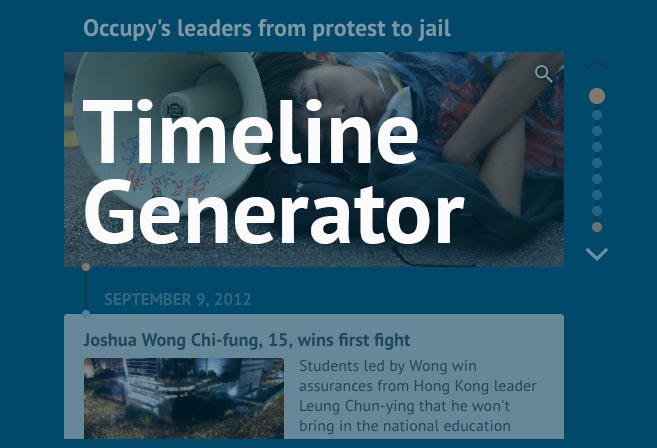 Occupy's leaders from protest to jail
Timeline
Generator
SEPTEMBER 9, 2012
Joshua Wong Chi-fung, 15, wins first fight
Students led by Wong win
assurances from Hong Kong leader
Leung Chun-ying that he won't
bring in the national education